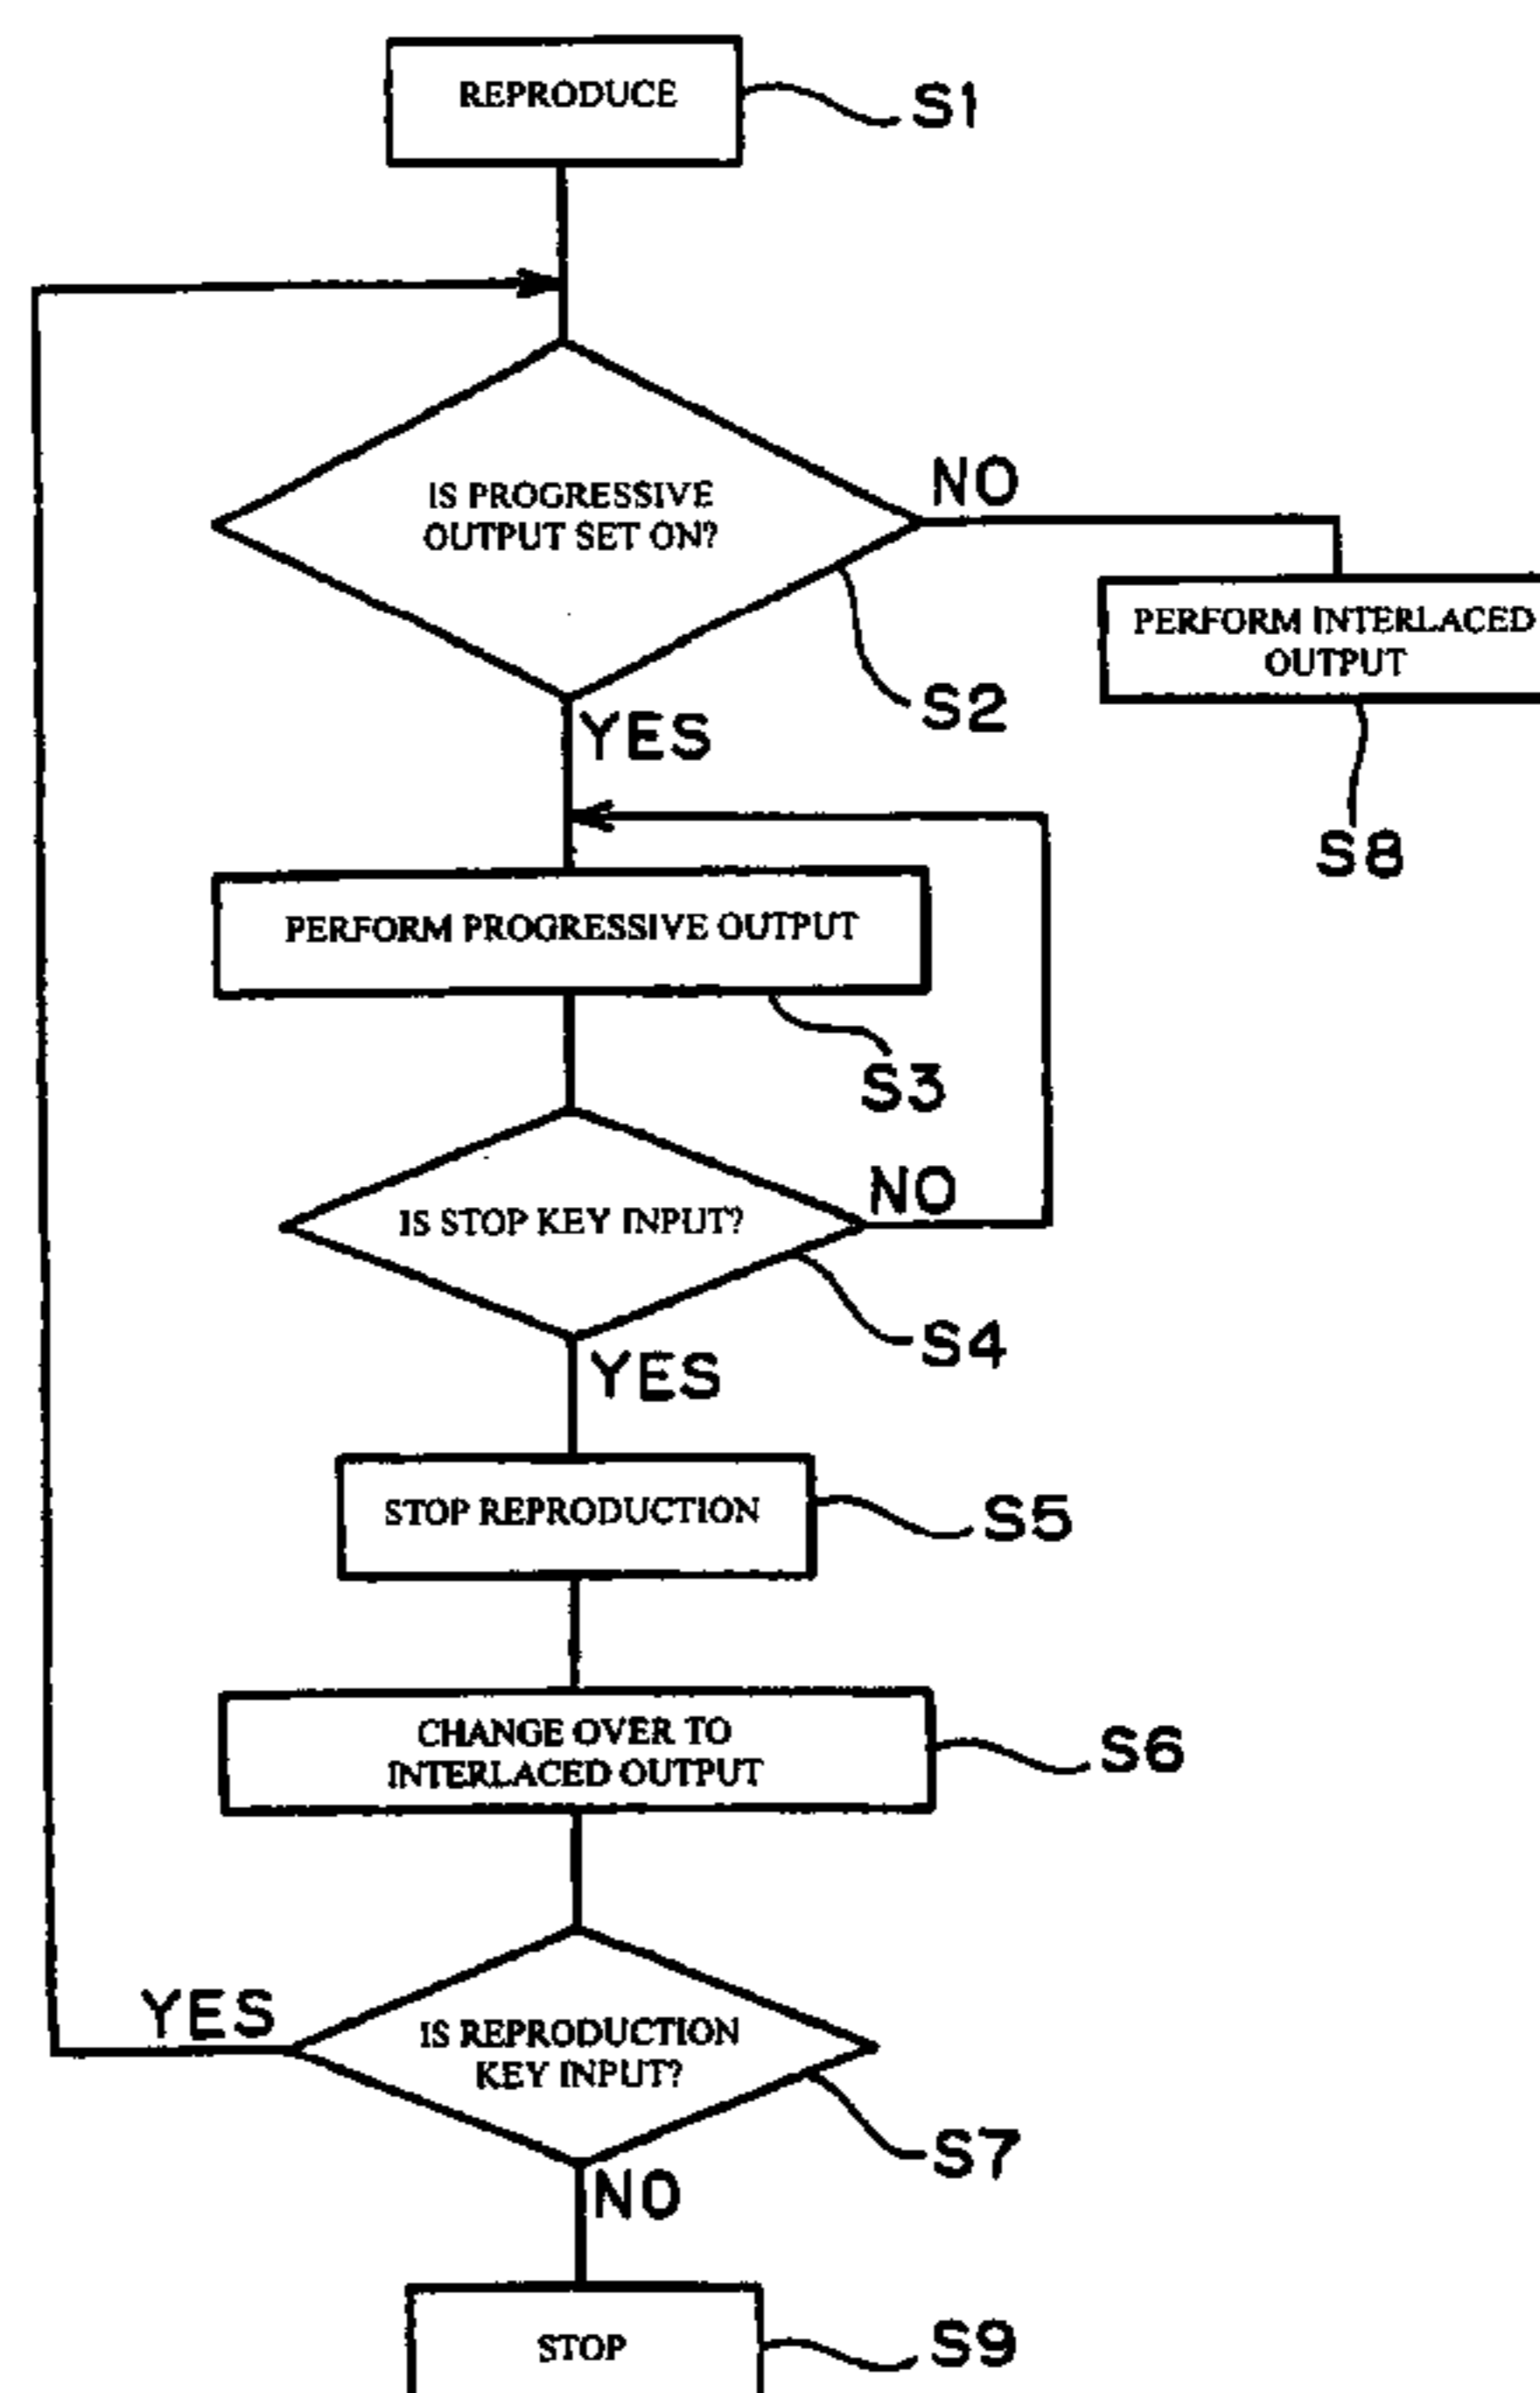 REPRODUCE
S1
IS PROGRESSIVE
OUTPUT SET ON?
NO
S2
YES
PERFORM INTERLACED
OUTPUT
S8
PERFORM PROGRESSIVE OUTPUT
S3
IS STOP KEY INPUT?
NO
S4
YES
STOP REPRODUCTION
S5
CHANGE OVER TO
INTERLACED OUTPUT
S6
YES
IS REPRODUCTION
KEY INPUT?
S7
NO
STOP
S9